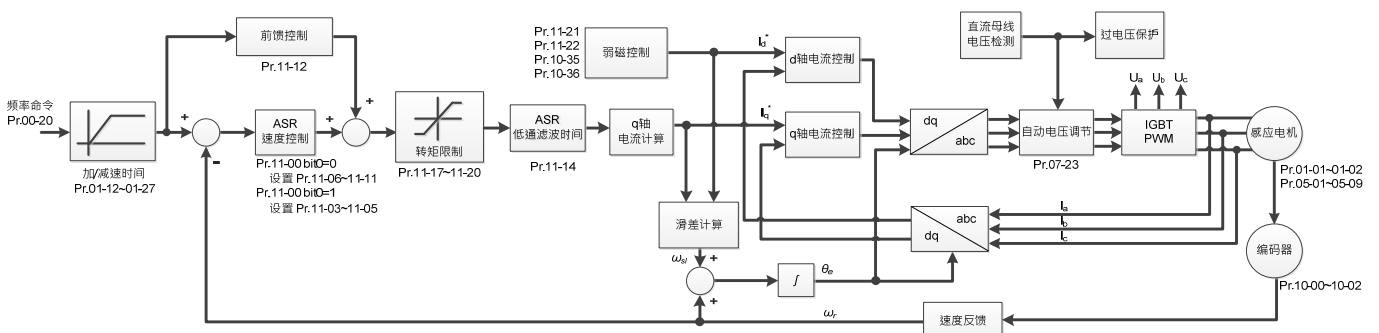 频率命令
Pr.00-20
加/减速时间
Pr.01-12~01-27
前馈控制
Pr.11-12
+
-
ASR
速度控制
Pr.11-00 bit0=0
设置 Pr.11-06~11-11
Pr.11-00 bit0=1
设置 Pr.11-03~11-05
+
+
转矩限制
Pr.11-17~11-20
ASR
低通滤波时间
Pr.11-14
q轴
电流计算
Pr.11-21
Pr.11-22
Pr.10-35
Pr.10-36
弱磁控制
Id*
d轴电流控制
Iq*
q轴电流控制
dq
abc
直流母线
电压检测
过电压保护
自动电压调节
Pr.07-23
Ua
Ub
Uc
IGBT
PWM
感应电机
Pr.01-01~01-02
Pr.05-01~05-09
Ia
Ib
Ic
abc
dq
编码器
Pr.10-00~10-02
滑差计算
ωsl
+
+
∫
θe
ωr
速度反馈